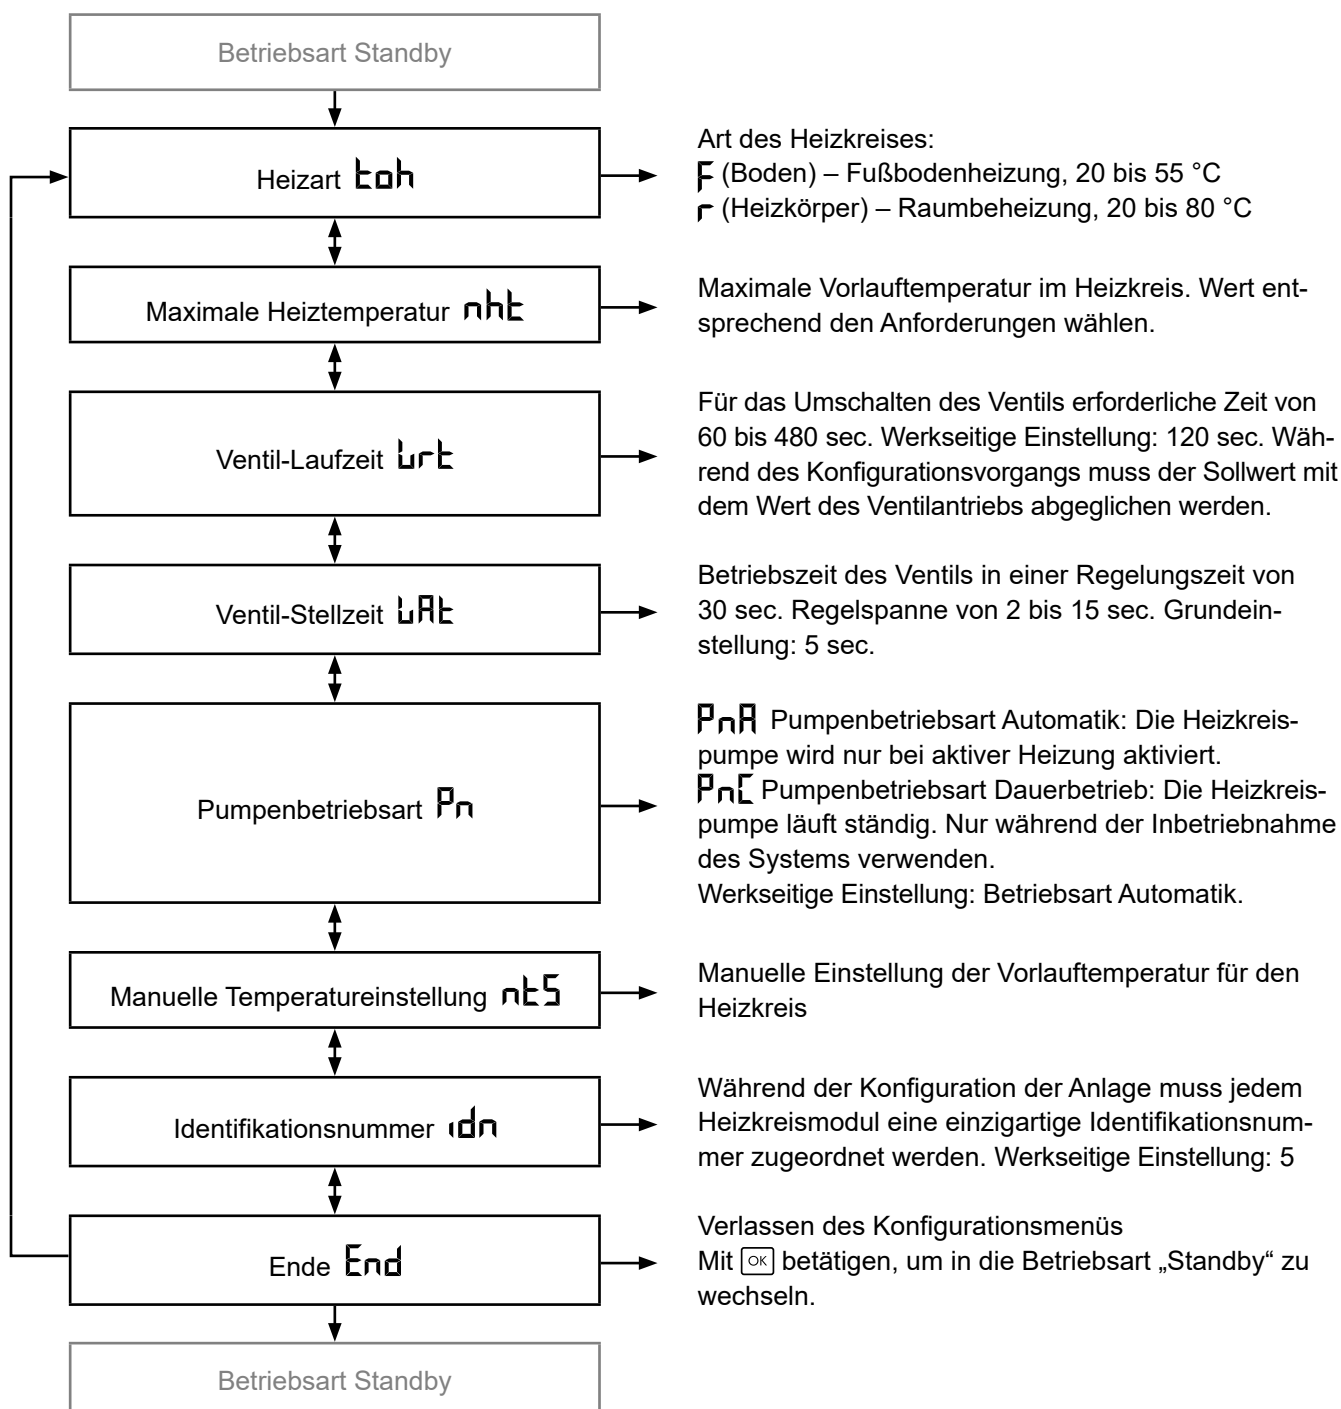 Betriebsart Standby
Heizart toh
Art des Heizkreises:
F (Boden) – Fußbodenheizung, 20 bis 55 °C
r (Heizkörper) – Raumbeheizung, 20 bis 80 °C
Maximale Heiztemperatur nht
Maximale Vorlauftemperatur im Heizkreis. Wert ent-
sprechend den Anforderungen wählen.
Ventil-Laufzeit vrt
Für das Umschalten des Ventils erforderliche Zeit von
60 bis 480 sec. Werkseitige Einstellung: 120 sec. Wäh-
rend des Konfigurationsvorgangs muss der Sollwert mit
dem Wert des Ventilantriebs abgeglichen werden.
Ventil-Stellzeit vAt
Betriebszeit des Ventils in einer Regelungszeit von
30 sec. Regelspanne von 2 bis 15 sec. Grundein-
stellung: 5 sec.
Pumpenbetriebsart Pn
PnA Pumpenbetriebsart Automatik: Die Heizkreis-
pumpe wird nur bei aktiver Heizung aktiviert.
PnC Pumpenbetriebsart Dauerbetrieb: Die Heizkreis-
pumpe läuft ständig. Nur während der Inbetriebnahme
des Systems verwenden.
Werkseitige Einstellung: Betriebsart Automatik.
Manuelle Temperatureinstellung ntS
Manuelle Einstellung der Vorlauftemperatur für den
Heizkreis
Identifikationsnummer idn
Während der Konfiguration der Anlage muss jedem
Heizkreismodul eine einzigartige Identifikationsnum-
mer zugeordnet werden. Werkseitige Einstellung: 5
Ende End
Verlassen des Konfigurationsmenüs
Mit OK betätigen, um in die Betriebsart „Standby“ zu
wechseln.
Betriebsart Standby